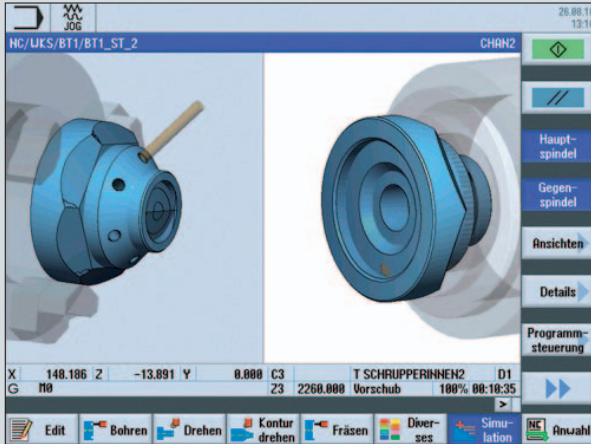 JOG
26.08.1
13:1
NC/WKS/BT1/BT1_ST_2 CHAN2
Haupt-
spindel
Gegen-
spindel
Ansichten
Details
Programm-
steuerung
X 148.186 Z -13.891 Y 0.000 C3 T SCHRUPPERINNEN2 D1
G M0 Z3 2260.000 Vorschub 100% 00:10:35
>
Edit Bohren Drehen Kontur drehen Fräsen Diver-ses Simu-lation NC Anwahl